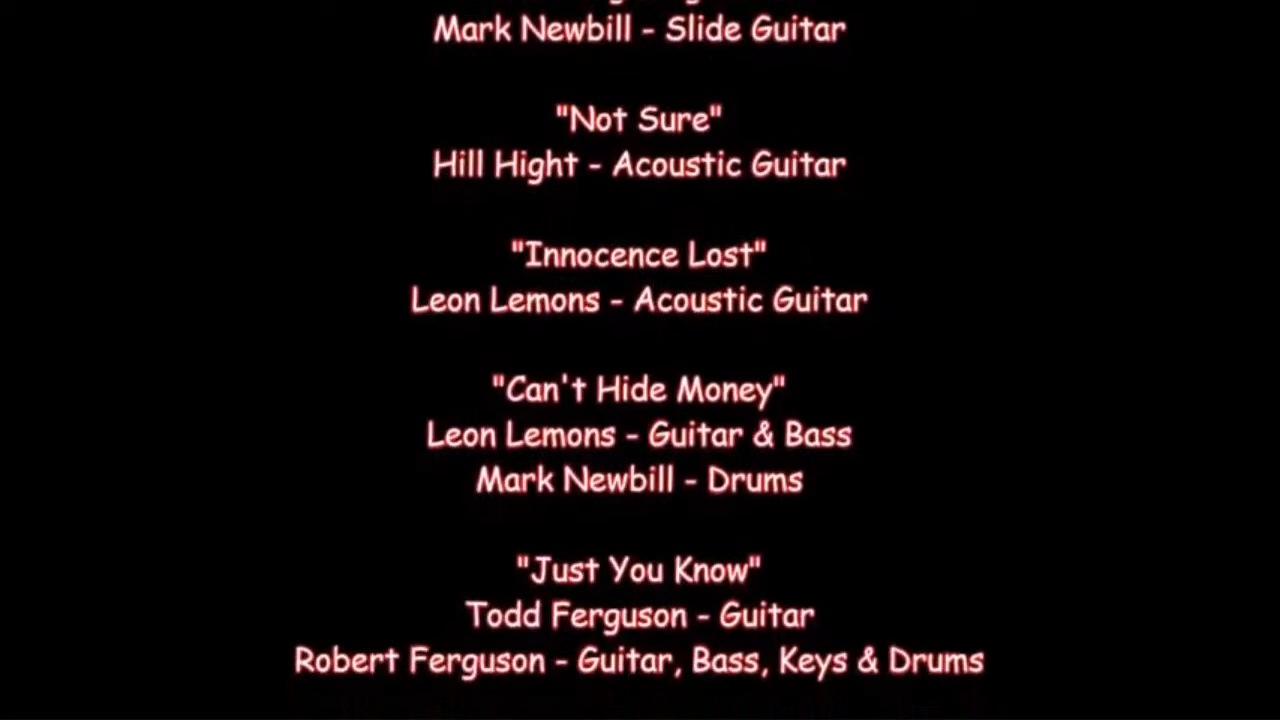 Mark Newbill - Slide Guitar
"Not Sure"
Hill Hight - Acoustic Guitar
"Innocence Lost"
Leon Lemons - Acoustic Guitar
"Can't Hide Money"
Leon Lemons - Guitar & Bass
Mark Newbill - Drums
"Just You Know"
Todd Ferguson - Guitar
Robert Ferguson - Guitar, Bass, Keys & Drums